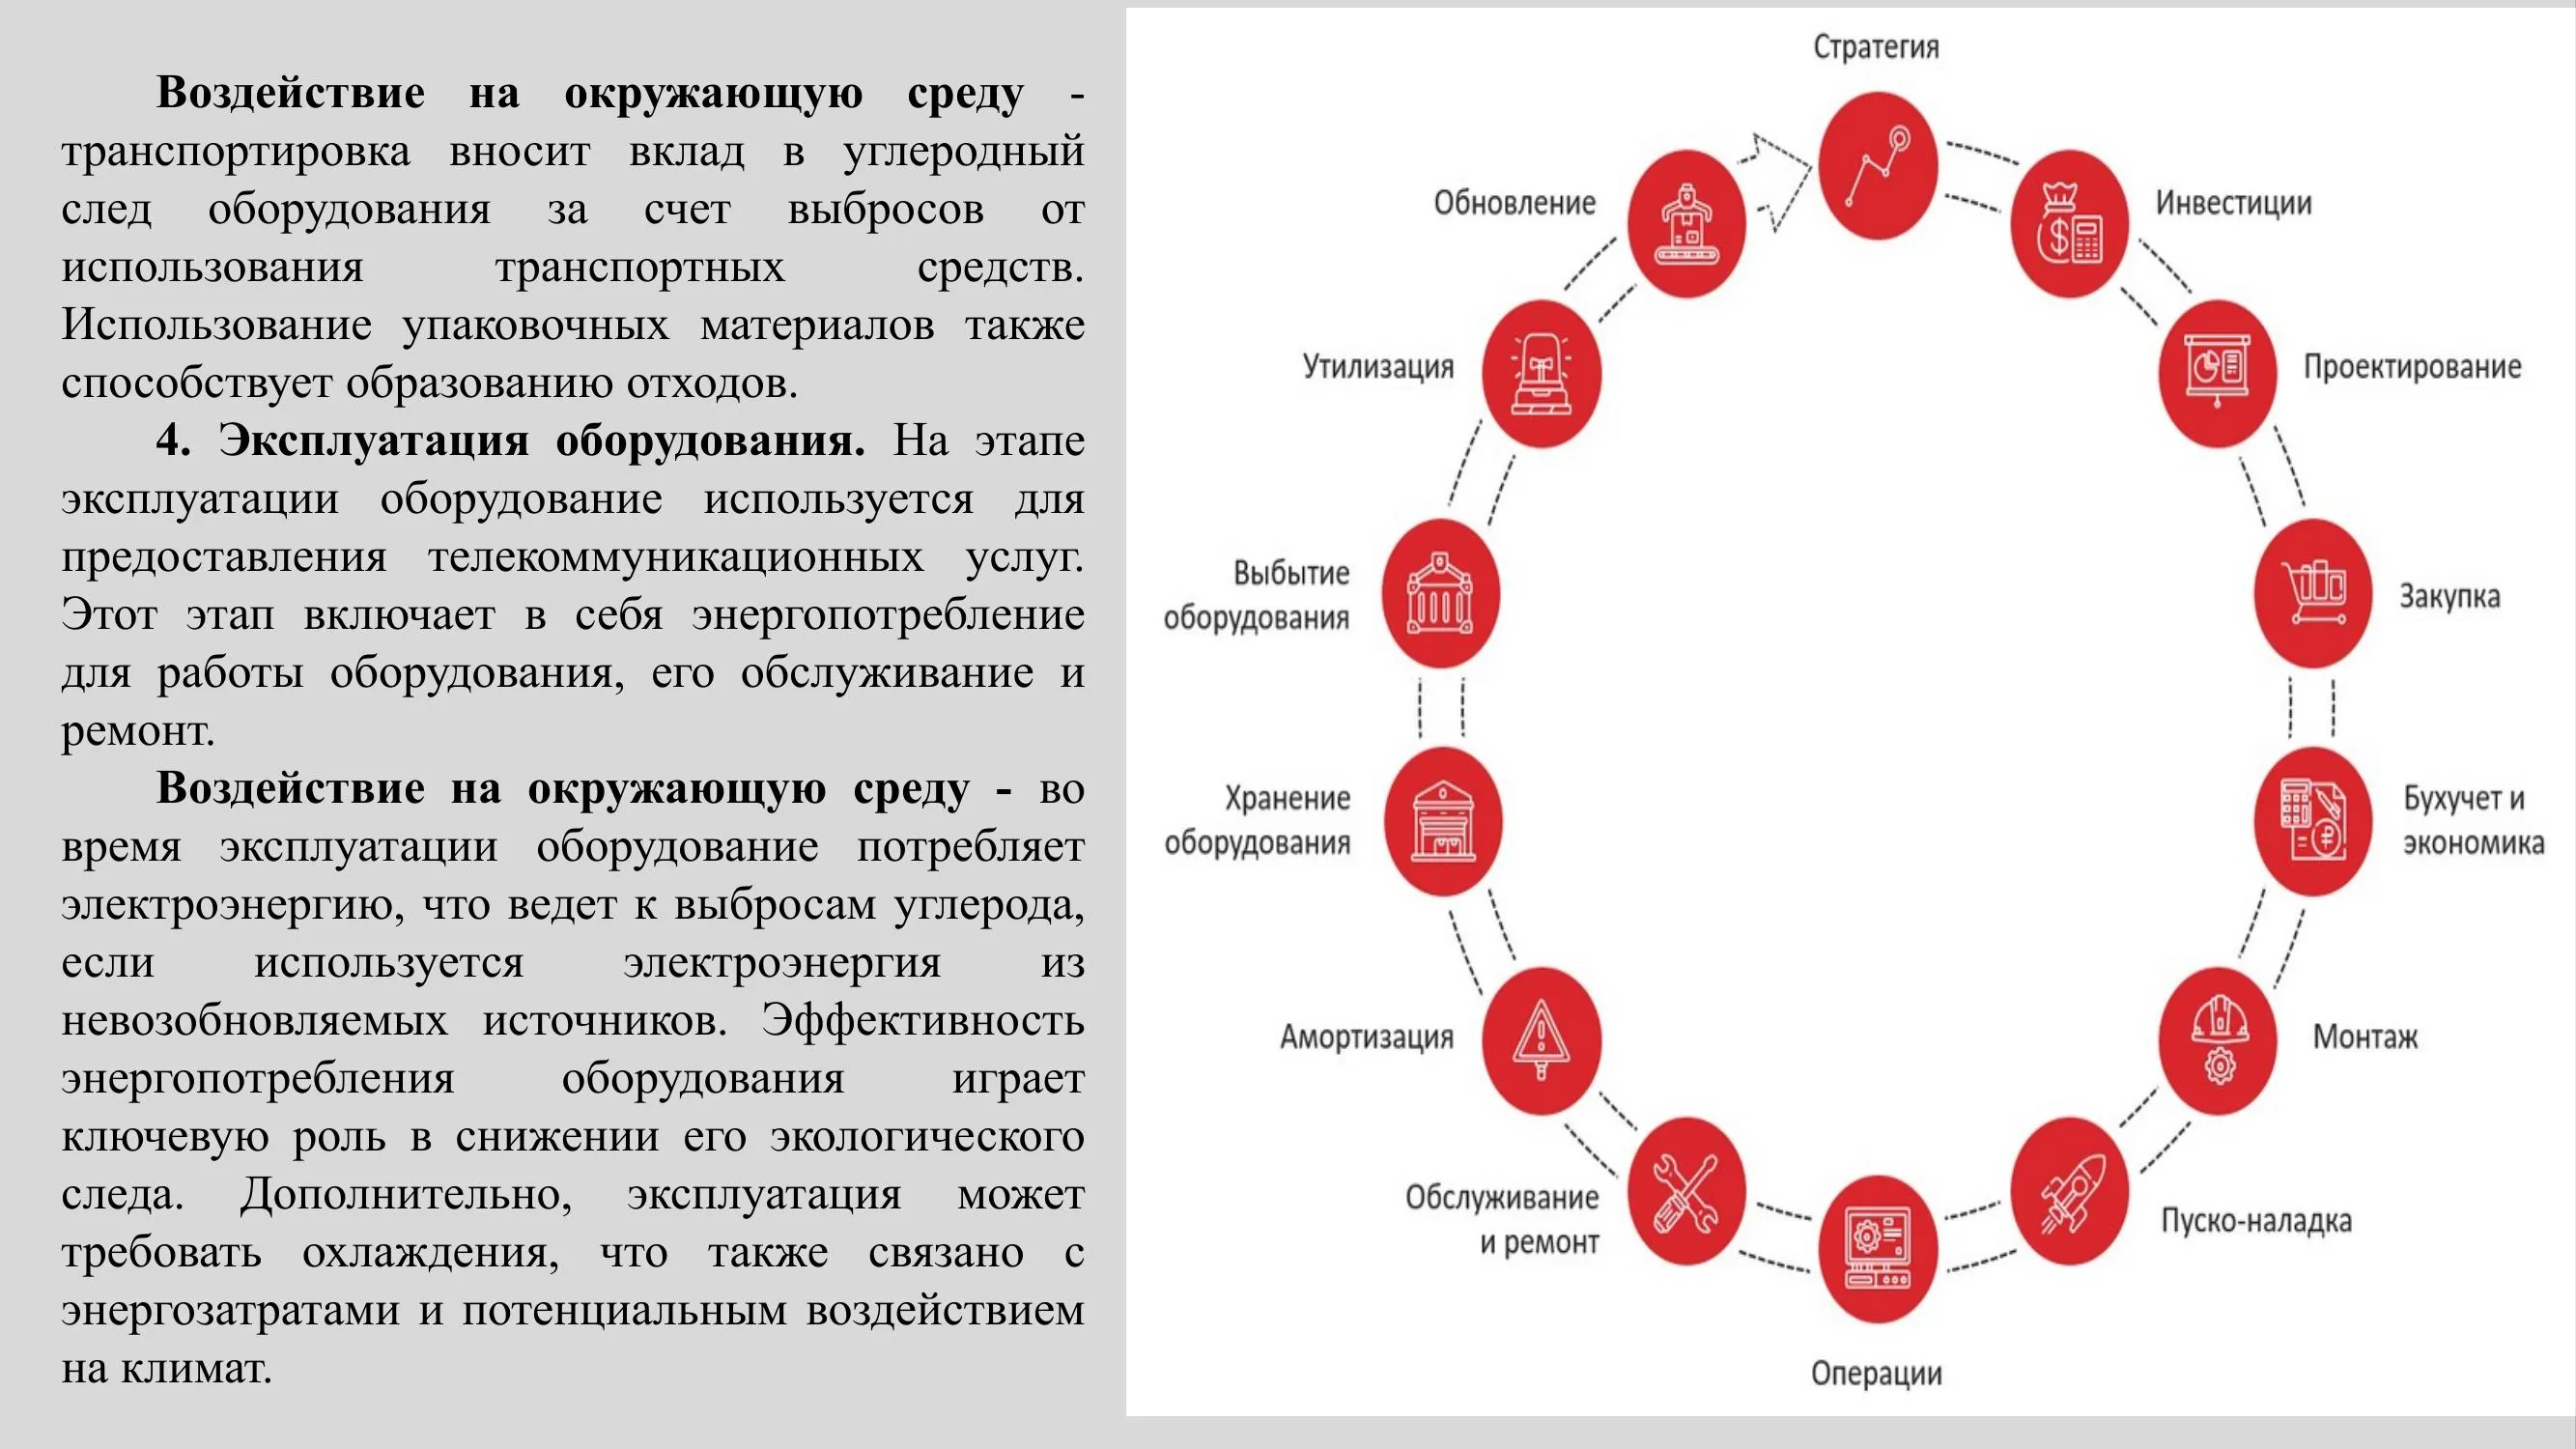 Воздействие на окружающую среду -
транспортировка вносит вклад в углеродный
след оборудования за счет выбросов от
использования транспортных средств.
Использование упаковочных материалов также
способствует образованию отходов.
4. Эксплуатация оборудования. На этапе
эксплуатации оборудование используется для
предоставления телекоммуникационных услуг.
Этот этап включает в себя энергопотребление
для работы оборудования, его обслуживание и
ремонт.
Воздействие на окружающую среду - во
время эксплуатации оборудование потребляет
электроэнергию, что ведет к выбросам углерода,
если используется электроэнергия из
невозобновляемых источников. Эффективность
энергопотребления оборудования играет
ключевую роль в снижении его экологического
следа. Дополнительно, эксплуатация может
требовать охлаждения, что также связано с
энергозатратами и потенциальным воздействием
на климат.
Стратегия
Инвестиции
Проектирование
Закупка
Бухучет и
экономика
Монтаж
Пуско-наладка
Операции
Обслуживание
и ремонт
Амортизация
Хранение
оборудования
Выбытие
оборудования
Утилизация
Обновление